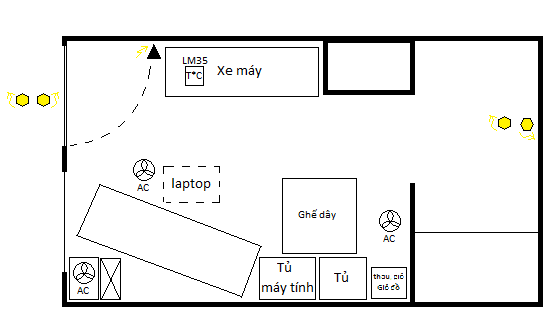 LM35
T°C
Xe máy
AC
laptop
Ghế dây
AC
AC
Tủ
máy tính
Tủ
thau giỏ
Giỏ đồ